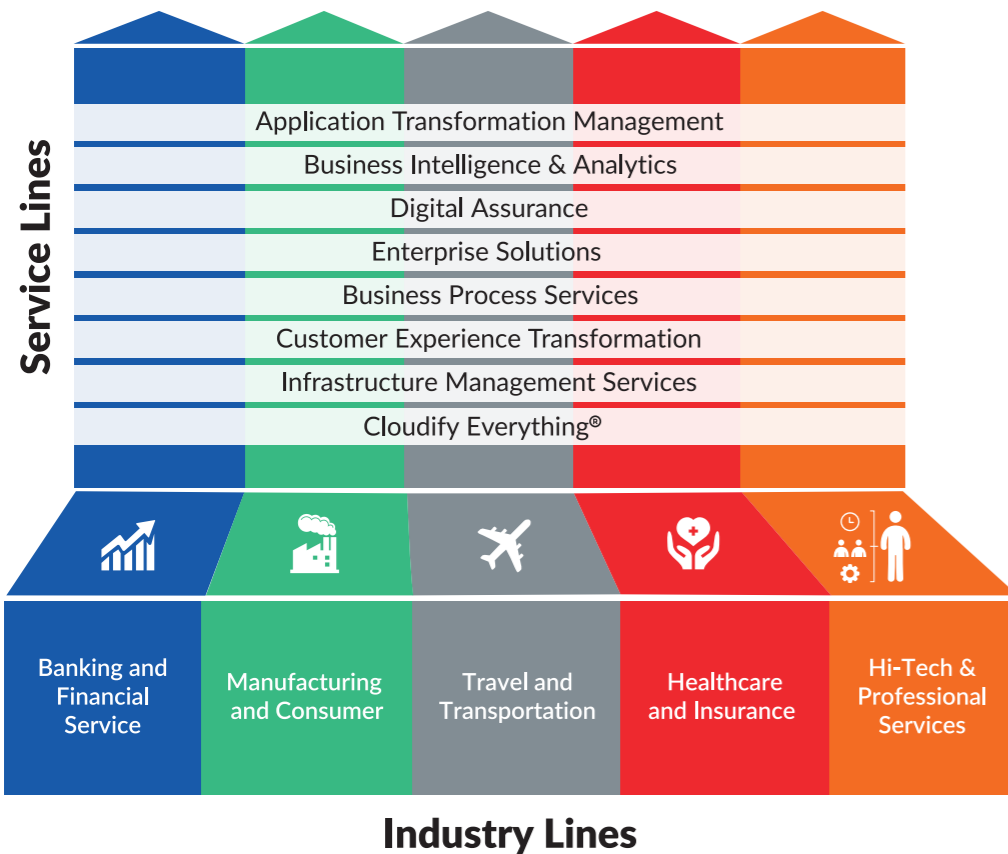 Service Lines
Application Transformation Management
Business Intelligence & Analytics
Digital Assurance
Enterprise Solutions
Business Process Services
Customer Experience Transformation
Infrastructure Management Services
Cloudify Everything®
Banking and
Financial
Service
Manufacturing
and Consumer
Travel and
Transportation
Healthcare
and Insurance
Hi-Tech &
Professional
Services
Industry Lines